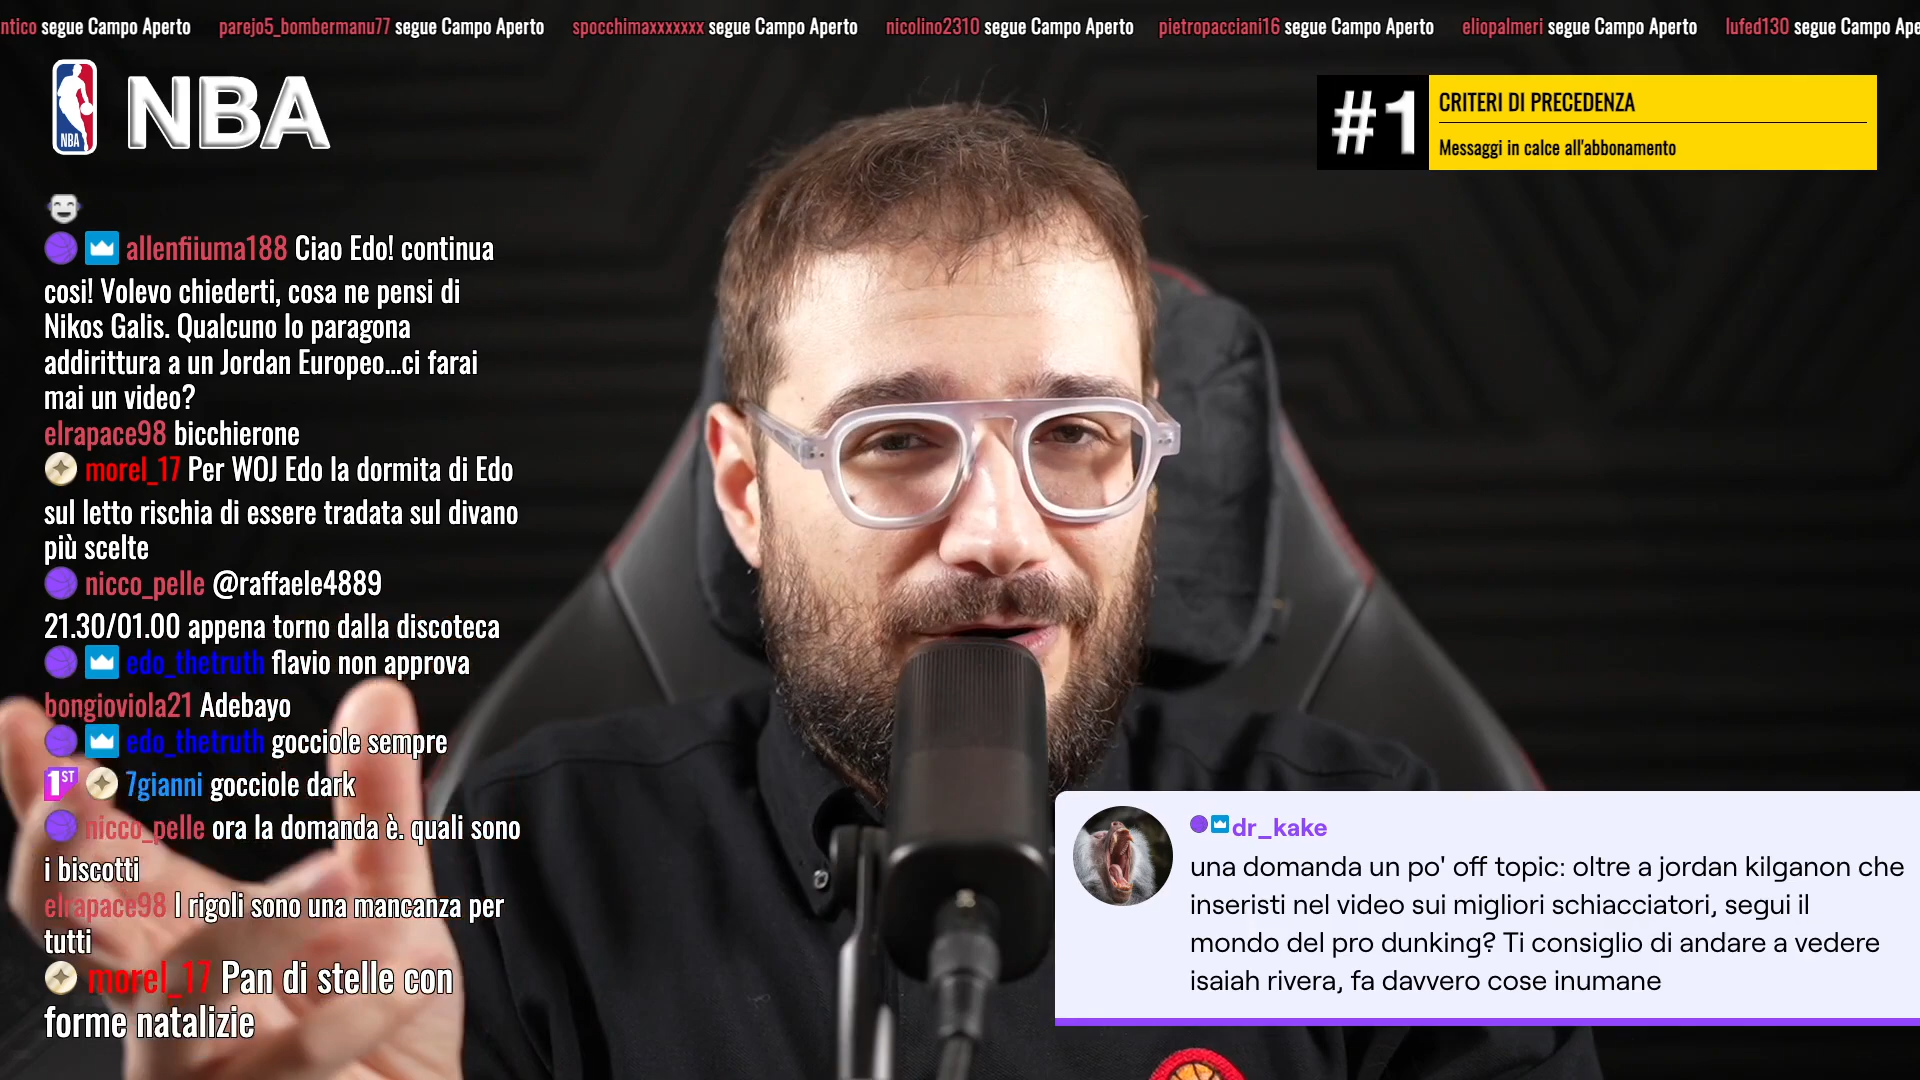 ntico segue Campo Aperto parejo5_bombermanu77 segue Campo Aperto spocchimaxxxxxxx segue Campo Aperto nicolino2310 segue Campo Aperto pietropacciani16 segue Campo Aperto eliopalmeri segue Campo Aperto lufed130 segue Campo Ape
NBA
NBA
#1
CRITERI DI PRECEDENZA
Messaggi in calce all'abbonamento
allenfiiuma188 Ciao Edo! continua
cosi! Volevo chiederti, cosa ne pensi di
Nikos Galis. Qualcuno lo paragona
addirittura a un Jordan Europeo...ci farai
mai un video?
elrapace98 bicchierone
morel_17 Per WOJ Edo la dormita di Edo
sul letto rischia di essere tradata sul divano
più scelte
nicco_pelle @raffaele4889
21.30/01.00 appena torno dalla discoteca
edo_thetruth flavio non approva
bongioviola21 Adebayo
edo_thetruth gocciole sempre
1ST 7gianni gocciole dark
nicco_pelle ora la domanda è. quali sono
i biscotti
elrapace98 I rigoli sono una mancanza per
tutti
morel_17 Pan di stelle con
forme natalizie
dr_kake
una domanda un po' off topic: oltre a jordan kilganon che
inseristi nel video sui migliori schiacciatori, segui il
mondo del pro dunking? Ti consiglio di andare a vedere
isaiah rivera, fa davvero cose inumane